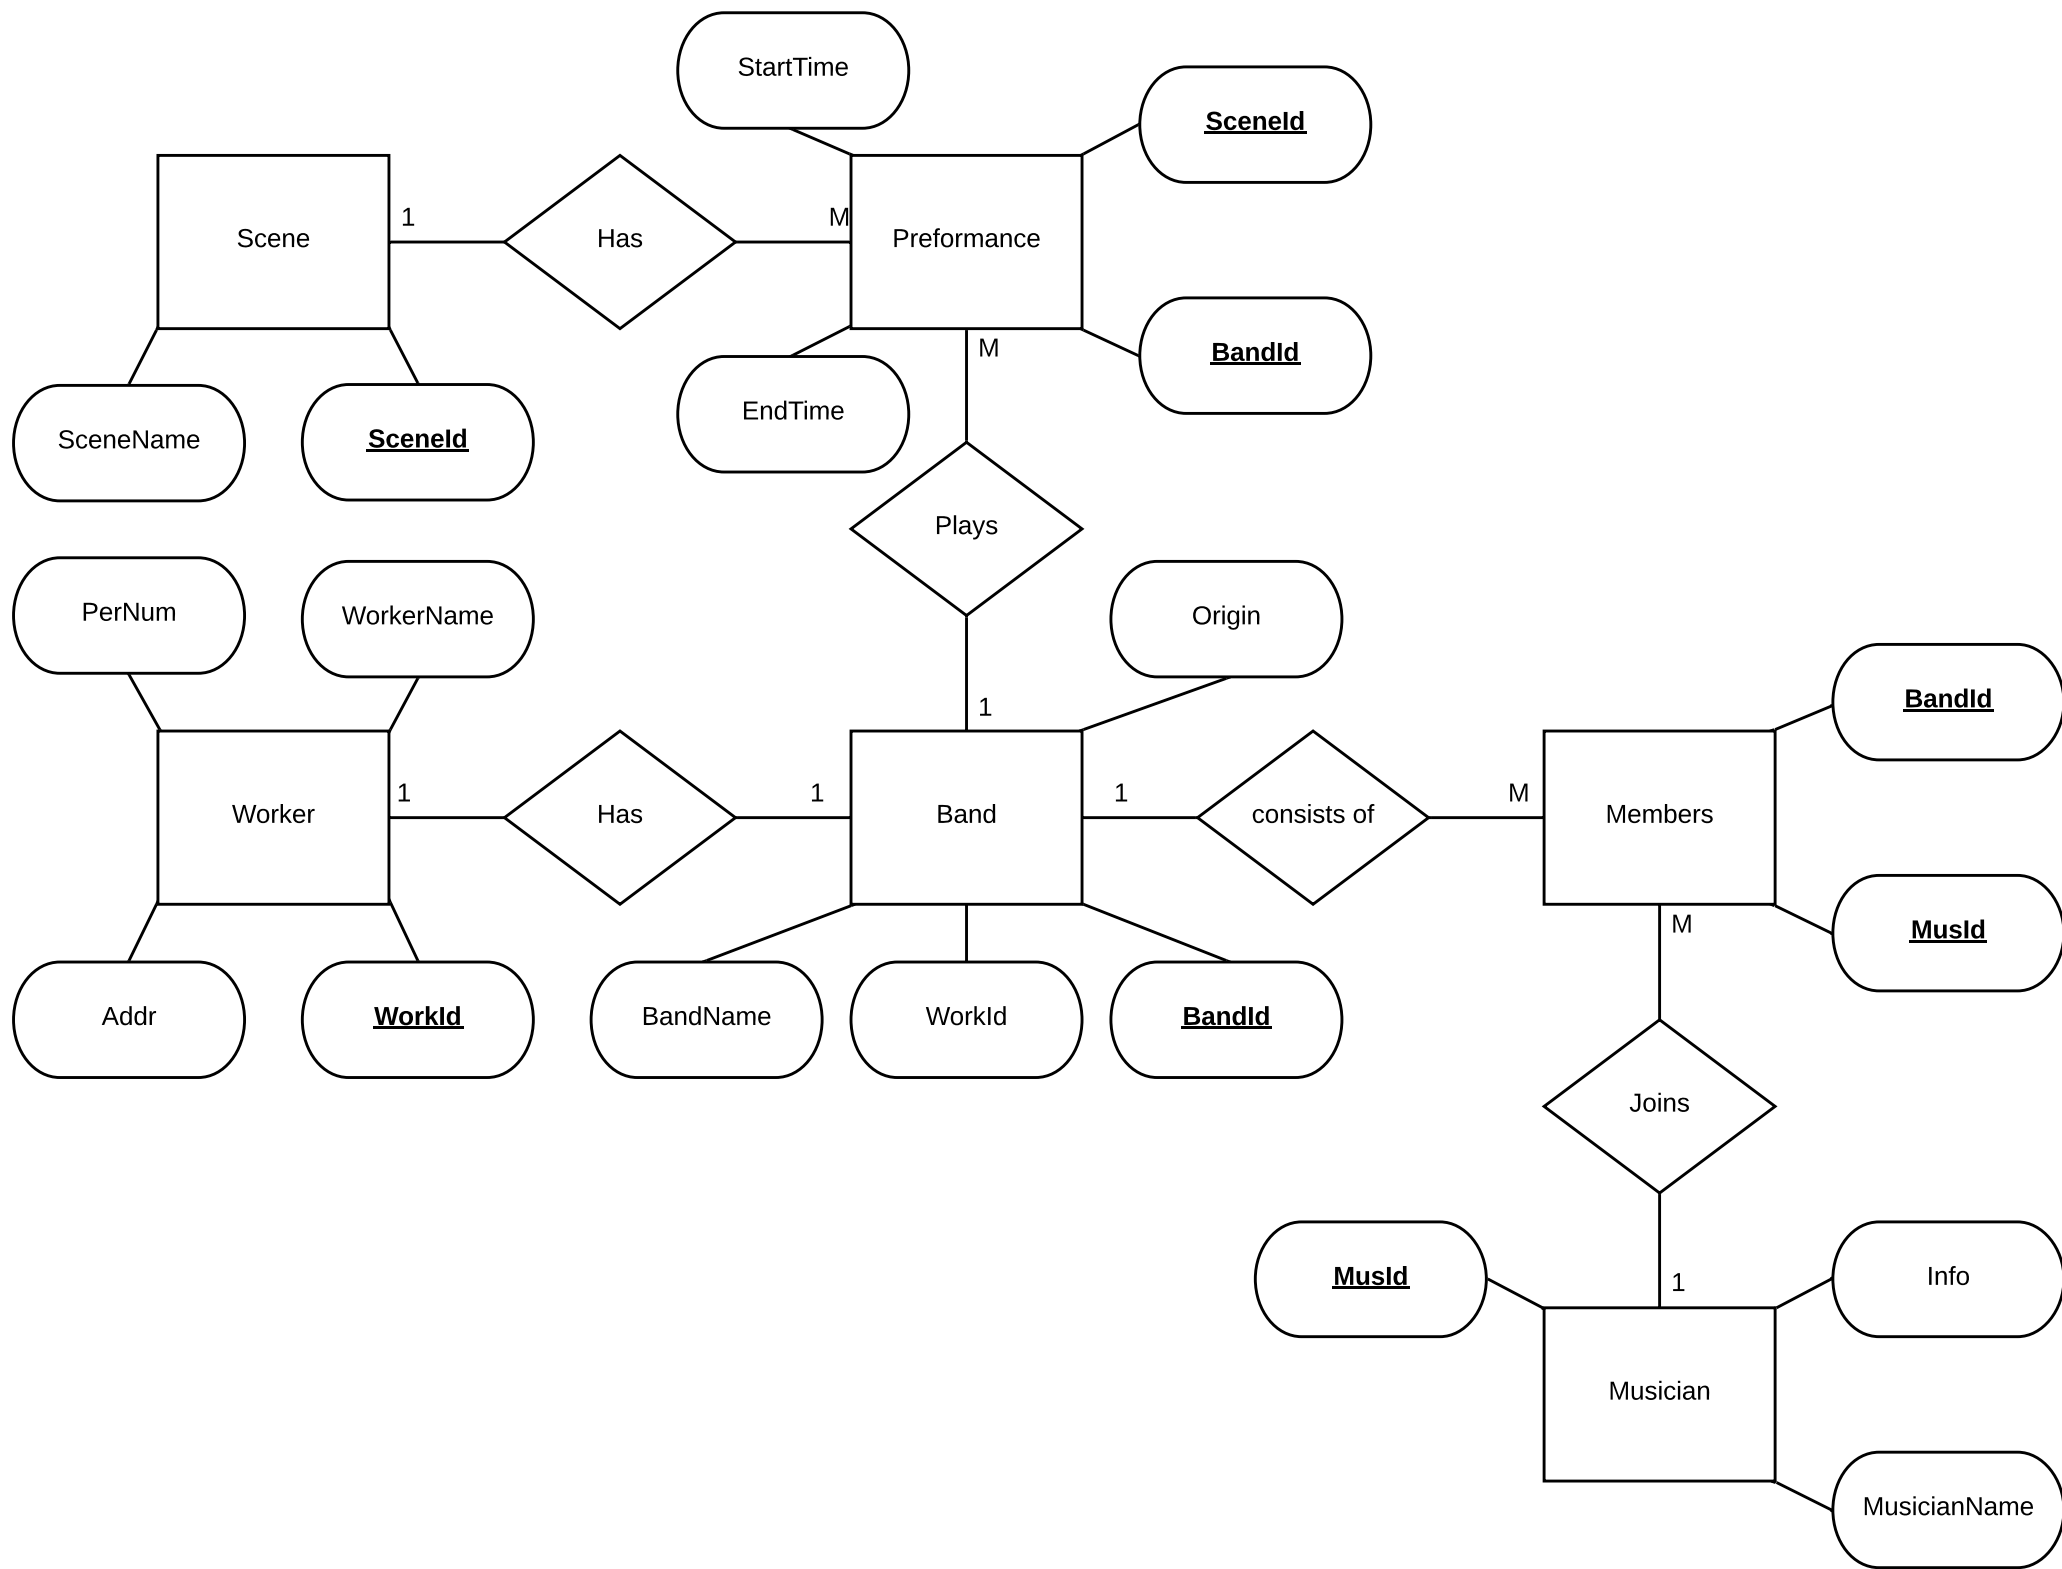 StartTime
SceneId
1
M
Scene
Has
Preformance
M
BandId
EndTime
SceneName
SceneId
Plays
PerNum
WorkerName
Origin
BandId
1
1
1
1
M
Worker
Has
Band
consists of
Members
M
MusId
Addr
WorkId
BandName
WorkId
BandId
Joins
MusId
1
Info
Musician
MusicianName